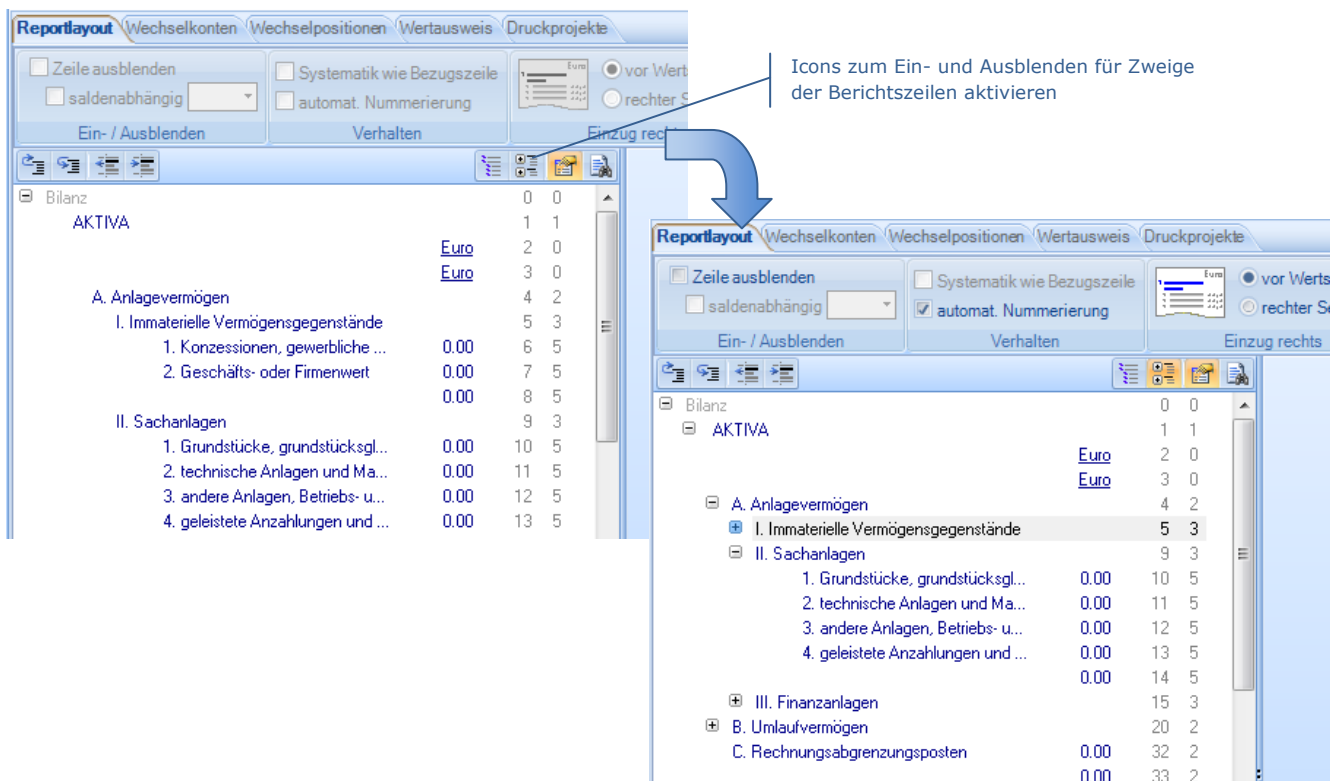 Reportlayout Wechselkonten Wechselpositionen Wertausweis Druckprojekte
Zeile ausblenden Systematik wie Bezugszeile Euro vor Wert
saldenabhängig automat. Nummerierung rechter
Ein- / Ausblenden Verhalten Einzug
Icons zum Ein- und Ausblenden für Zweige
der Berichtszeilen aktivieren
Bilanz 0 0
AKTIVA 1 1
Euro 2 0
Euro 3 0
A. Anlagevermögen 4 2
I. Immaterielle Vermögensgegenstände 5 3
1. Konzessionen, gewerbliche ... 0.00 6 5
2. Geschäfts- oder Firmenwert 0.00 7 5
0.00 8 5
II. Sachanlagen 9 3
1. Grundstücke, grundstücksgl... 0.00 10 5
2. technische Anlagen und Ma... 0.00 11 5
3. andere Anlagen, Betriebs- u... 0.00 12 5
4. geleistete Anzahlungen und ... 0.00 13 5
Reportlayout Wechselkonten Wechselpositionen Wertausweis Druckprojekte
Zeile ausblenden Systematik wie Bezugszeile Euro vor Werts
saldenabhängig automat. Nummerierung rechter Se
Ein- / Ausblenden Verhalten Einzug rechts
Bilanz 0 0
AKTIVA 1 1
Euro 2 0
Euro 3 0
A. Anlagevermögen 4 2
I. Immaterielle Vermögensgegenstände 5 3
II. Sachanlagen 9 3
1. Grundstücke, grundstücksgl... 0.00 10 5
2. technische Anlagen und Ma... 0.00 11 5
3. andere Anlagen, Betriebs- u... 0.00 12 5
4. geleistete Anzahlungen und ... 0.00 13 5
0.00 14 5
III. Finanzanlagen 15 3
B. Umlaufvermögen 20 2
C. Rechnungsabgrenzungsposten 0.00 32 2
0.00 33 2